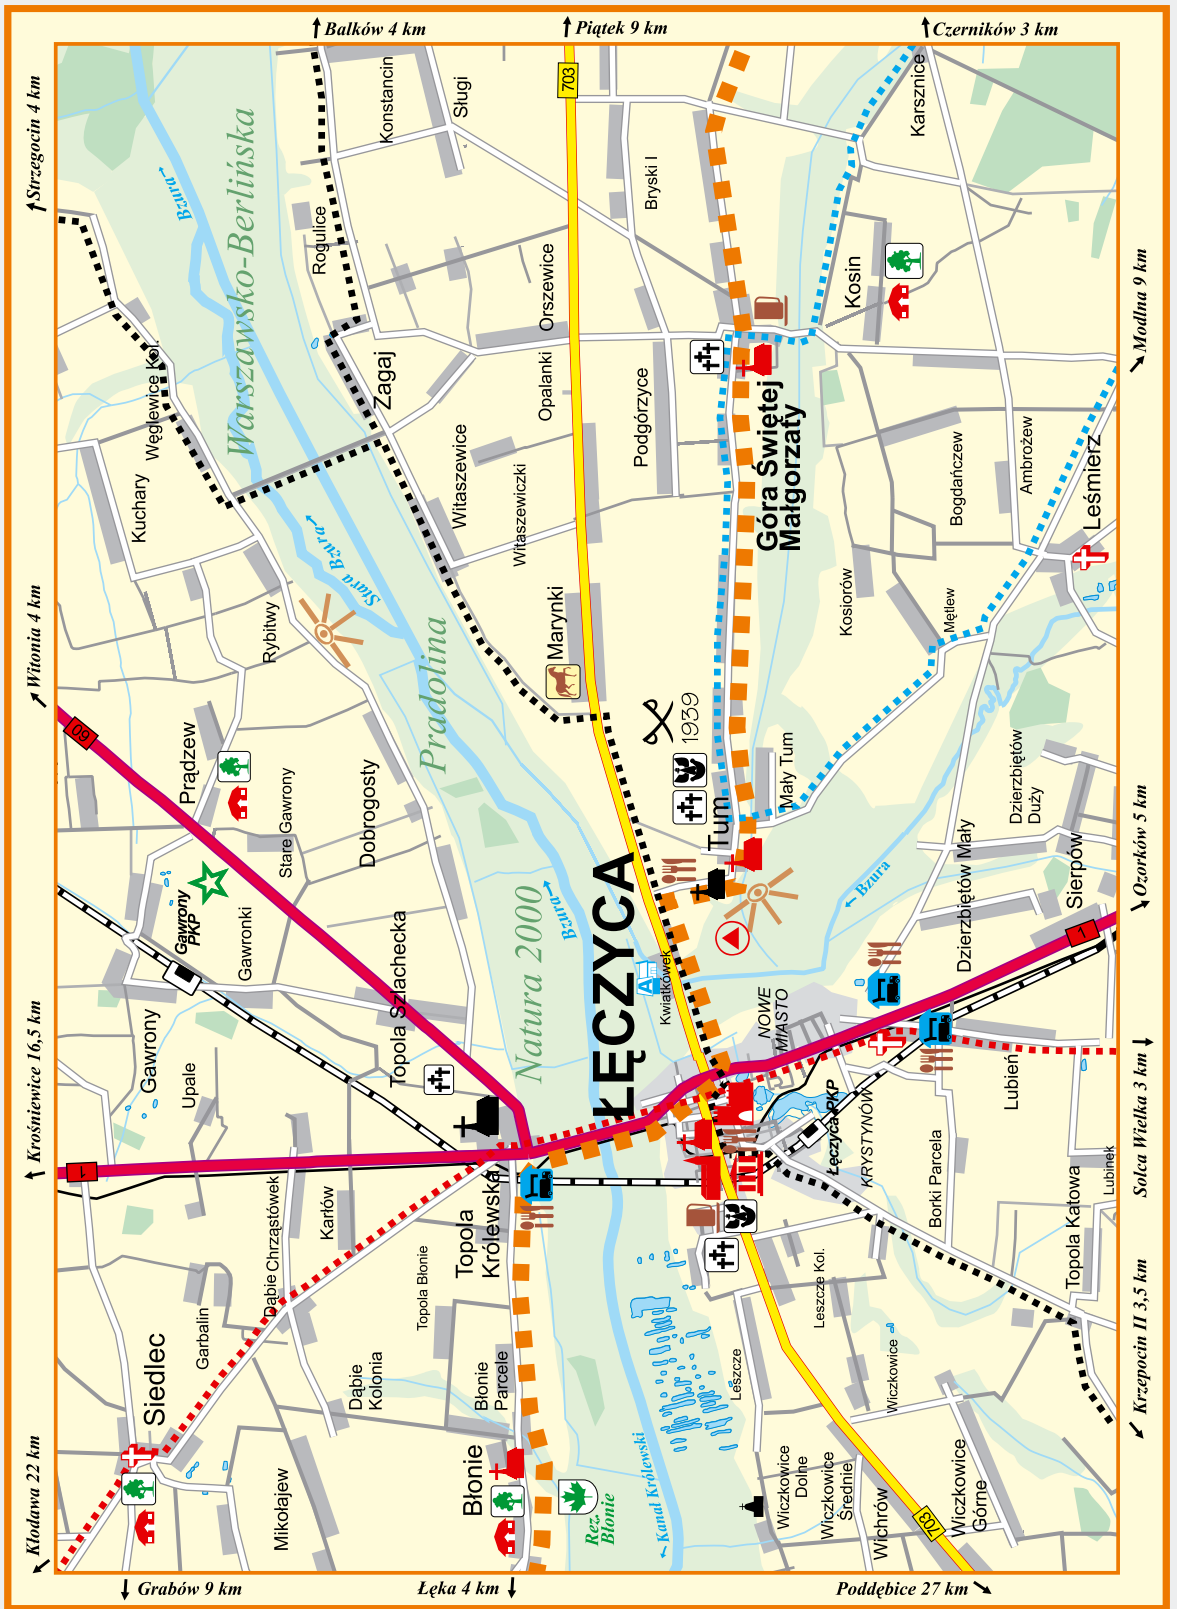 Balków 4 km
Piątek 9 km
Czerników 3 km
Strzegocin 4 km
Witonia 4 km
Krośniewice 16,5 km
Kłodawa 22 km
Modlna 9 km
Ozorków 5 km
Solca Wielka 3 km
Krzepocin II 3,5 km
Grabów 9 km
Łęka 4 km
Poddębice 27 km
Konstancin
Sługi
703
Karsznice
Bzura
Warszawsko-Berlińska
Rogulice
Bryski I
Orszewice
Kosin
Węglewice Kol.
Zagaj
Opalanki
Podgórzyce
Góra Świętej
Małgorzaty
Kuchary
Witaszewice
Witaszewiczki
Bogdańczew
Ambrożew
Leśmierz
Stara Bzura
Rybitwy
Marynki
Kosiorów
Mętlew
Pradolina
60
Prądzew
1939
Mały Tum
Tum
Dzierzbiętów
Duży
Stare Gawrony
Dobrogosty
Gawrony
PKP
Gawronki
Natura 2000
Bzura
ŁĘCZYCA
Bzura
Dzierzbiętów Mały
Sierpów
1
Topola Szlachecka
A
Kwiatkówek
NOWE
MIASTO
Gawrony
Upale
Łęczyca PKP
KRYSTYNÓW
Lubień
1
Topola
Królewska
Borki Parcela
Topola Katowa
Lubinek
Dąbie Chrząstówek
Karłów
Topola Błonie
Leszcze Kol.
Garbalin
Siedlec
Dąbie
Kolonia
Błonie
Parcele
Leszcze
Wiczkowice
Błonie
Rez.
Błonie
Kanał Królewski
Mikołajew
Wiczkowice
Dolne
Wiczkowice
Średnie
Wichrów
703
Wiczkowice
Górne